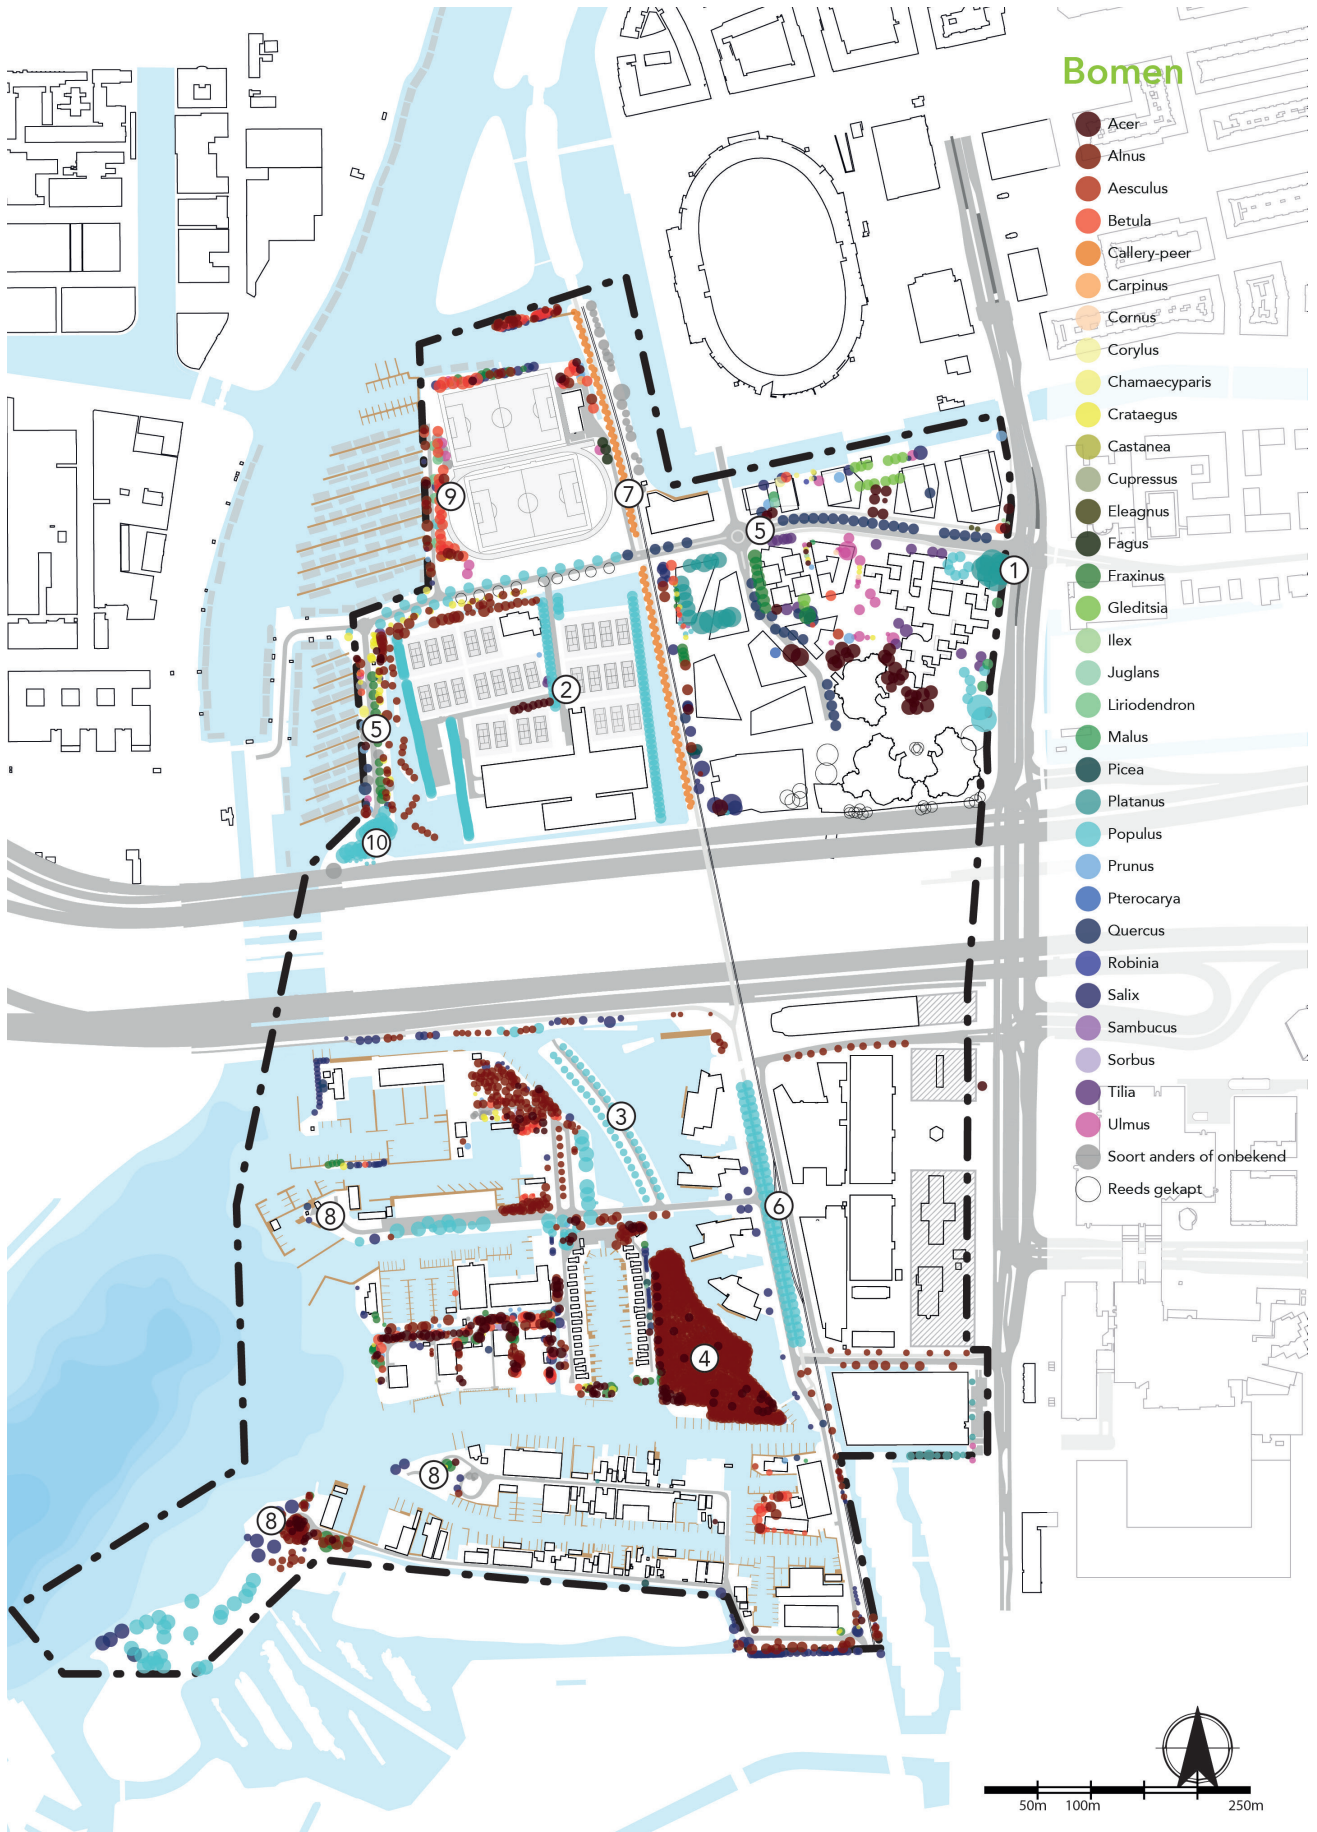 Bomen
Acer
Alnus
Aesculus
Betula
Callery-peer
Carpinus
Cornus
Corylus
Chamaecyparis
Crataegus
Castanea
Cupressus
Eleagnus
Fagus
Fraxinus
Gleditsia
Ilex
Juglans
Liriodendron
Malus
Picea
Platanus
Populus
Prunus
Pterocarya
Quercus
Robinia
Salix
Sambucus
Sorbus
Tilia
Ulmus
Soort anders of onbekend
Reeds gekapt
9
7
5
1
2
5
10
3
8
6
4
8
8
50m 100m 250m